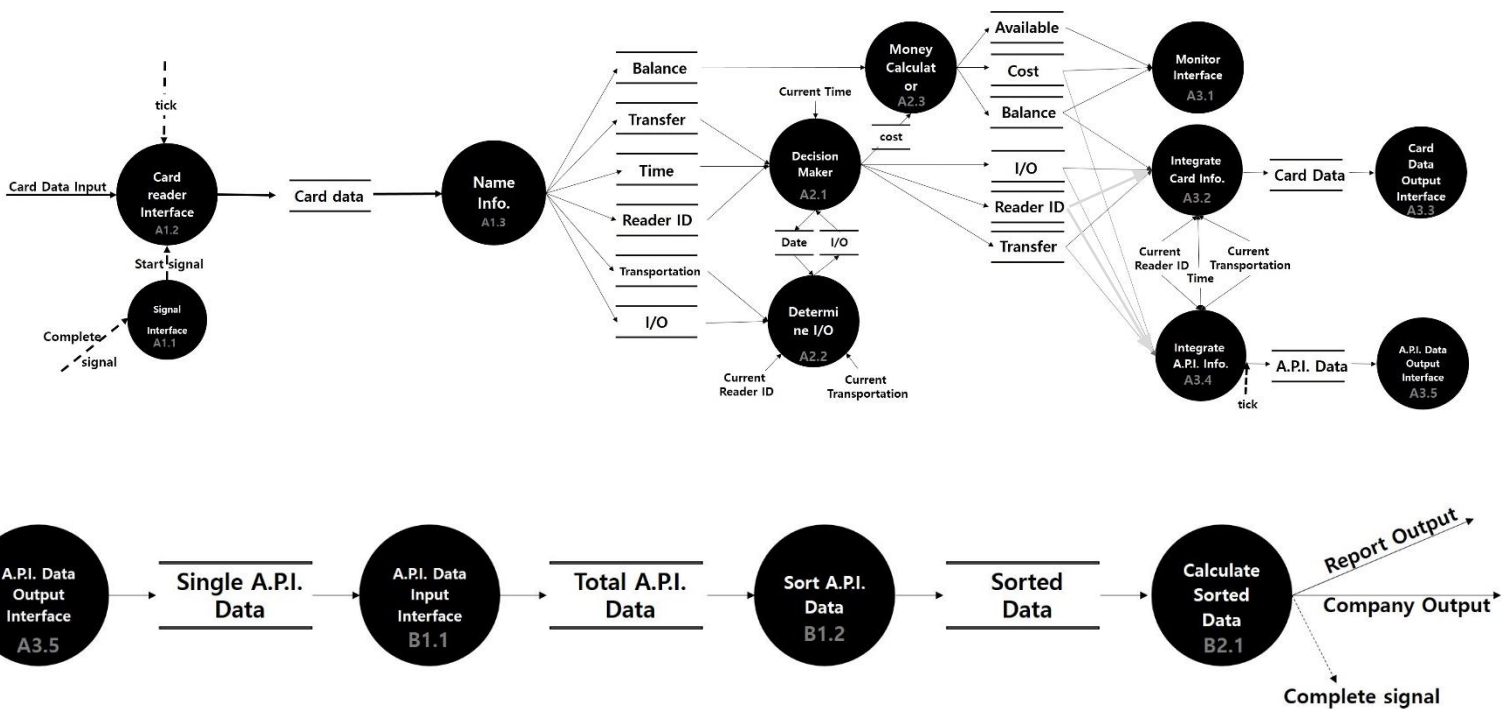 tick
Card Data Input
Card
reader
Interface
A1.2
Start signal
Signal
Interface
A1.1
Complete
signal
Card data
Name
Info.
A1.3
Balance
Transfer
Time
Reader ID
Transportation
I/O
Current Time
Decision
Maker
A2.1
Date
I/O
Determi
ne I/O
A2.2
Current
Reader ID
Current
Transportation
Money
Calculat
or
A2.3
cost
Available
Cost
Balance
I/O
Reader ID
Transfer
Monitor
Interface
A3.1
Integrate
Card Info.
A3.2
Current
Reader ID
Time
Current
Transportation
Integrate
A.P.I. Info.
A3.4
tick
Card Data
Card
Data
Output
Interface
A3.3
A.P.I. Data
A.P.I. Data
Output
Interface
A3.5
A.P.I. Data
Output
Interface
A3.5
Single A.P.I.
Data
A.P.I. Data
Input
Interface
B1.1
Total A.P.I.
Data
Sort A.P.I.
Data
B1.2
Sorted
Data
Calculate
Sorted
Data
B2.1
Report Output
Company Output
Complete signal